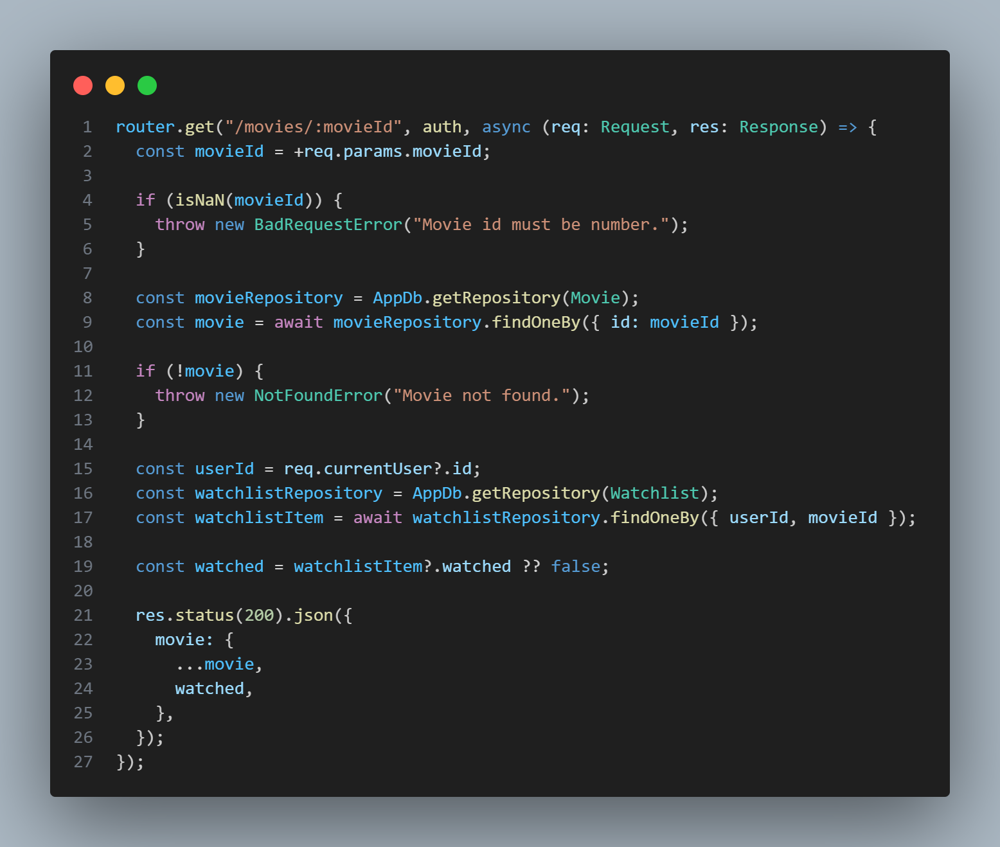 1 router.get("/movies/:movieId", auth, async (req: Request, res: Response) => {
2   const movieId = +req.params.movieId;
3
4   if (isNaN(movieId)) {
5     throw new BadRequestError("Movie id must be number.");
6   }
7
8   const movieRepository = AppDb.getRepository(Movie);
9   const movie = await movieRepository.findOneBy({ id: movieId });
10
11   if (!movie) {
12     throw new NotFoundError("Movie not found.");
13   }
14
15   const userId = req.currentUser?.id;
16   const watchlistRepository = AppDb.getRepository(Watchlist);
17   const watchlistItem = await watchlistRepository.findOneBy({ userId, movieId });
18
19   const watched = watchlistItem?.watched ?? false;
20
21   res.status(200).json({
22     movie: {
23       ...movie,
24       watched,
25     },
26   });
27 });